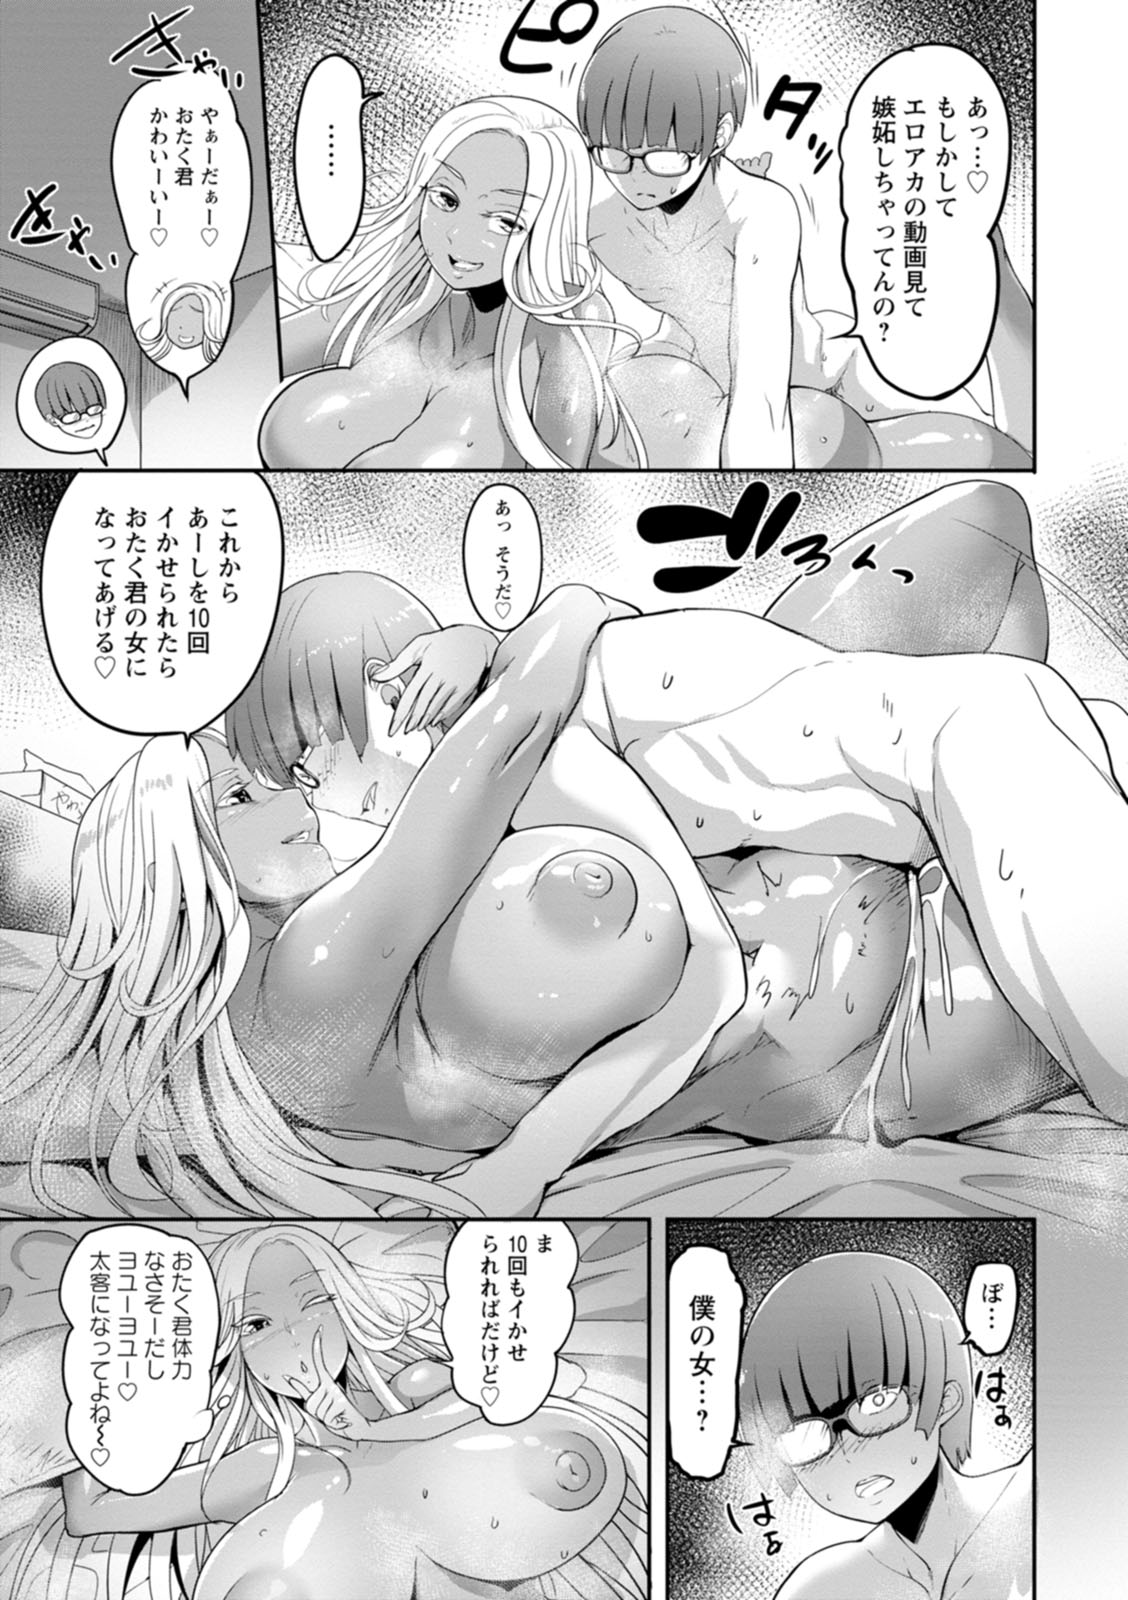 あっ…♡
もしかして
エロアカの動画見て
嫉妬しちゃってんの？
ピタッ
……
きゃい
やぁーだぁー♡
おたく君
かわいーいー♡
きゃい
あっ そうだ♡
ごろんっ
これから
あーしを10回
イかせられたら
おたく君の女に
なってあげる♡
ぼ…
僕の女…？
はぁ
はぁ
ま
10回もイかせ
られればだけど♡
おたく君体力
なさそーだし
ヨユーヨユー♡
太客になってよね～♡